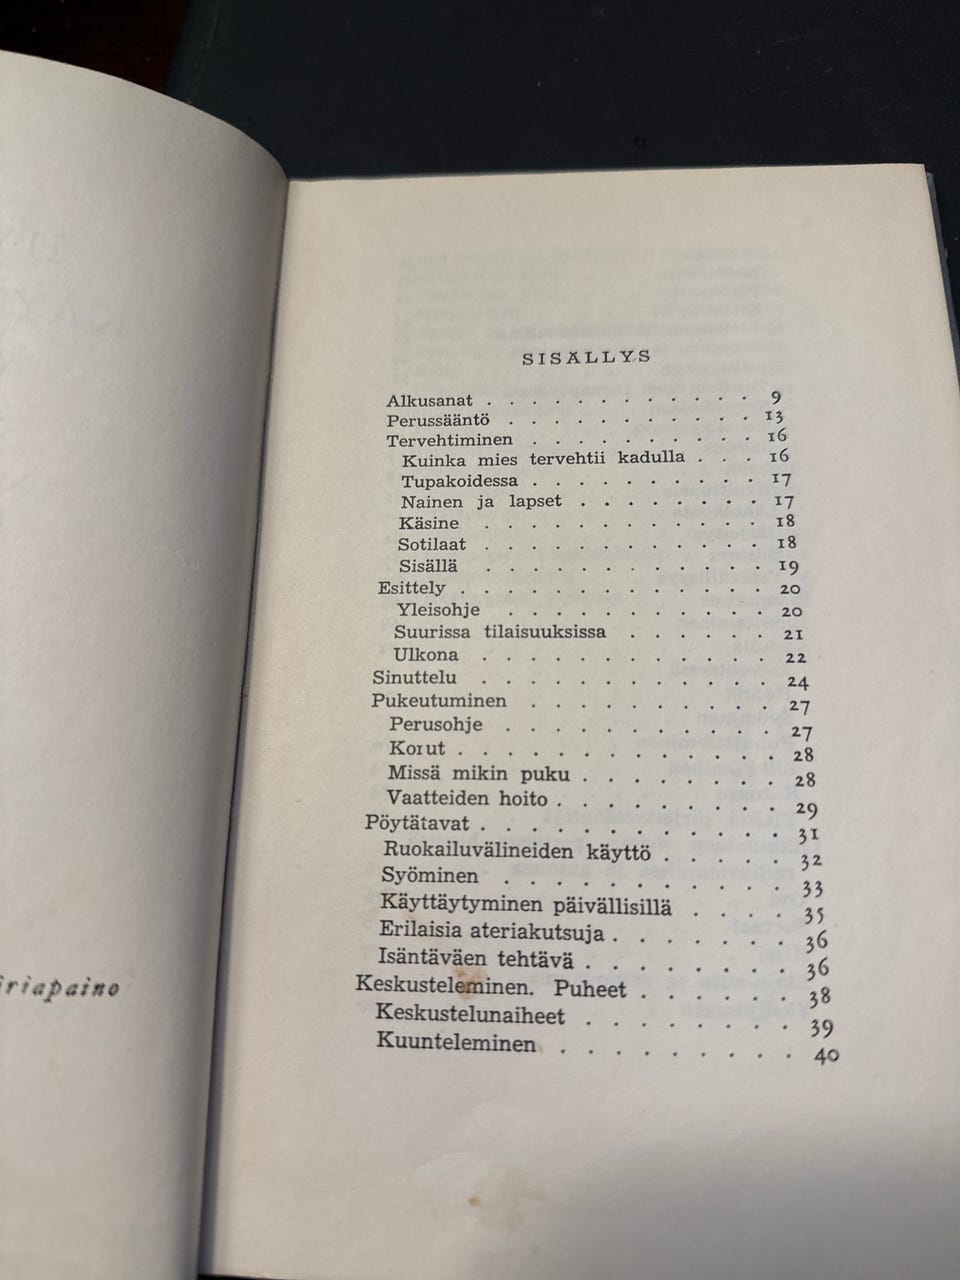 SISÄLLYS
Alkusanat . . . . . . . . . . . . 9
Perussääntö . . . . . . . . . . . 13
Tervehtiminen . . . . . . . . . . 16
Kuinka mies tervehtii kadulla . . . 16
Tupakoidessa . . . . . . . . . . 17
Nainen ja lapset . . . . . . . . 17
Käsine . . . . . . . . . . . . 18
Sotilaat . . . . . . . . . . . . 18
Sisällä . . . . . . . . . . . . 19
Esittely . . . . . . . . . . . . . 20
Yleisohje . . . . . . . . . . . 20
Suurissa tilaisuuksissa . . . . . . 21
Ulkona . . . . . . . . . . . . 22
Sinuttelu . . . . . . . . . . . . 24
Pukeutuminen . . . . . . . . . . 27
Perusohje . . . . . . . . . . . 27
Korut . . . . . . . . . . . . . 28
Missä mikin puku . . . . . . . . 28
Vaatteiden hoito . . . . . . . . . 29
Pöytätavat . . . . . . . . . . . . 31
Ruokailuvälineiden käyttö . . . . . 32
Syöminen . . . . . . . . . . . 33
Käyttäytyminen päivällisillä . . . . 35
Erilaisia ateriakutsuja . . . . . . . 36
Isäntäväen tehtävä . . . . . . . . 36
Keskusteleminen. Puheet . . . . . . 38
Keskustelunaiheet . . . . . . . . 39
Kuunteleminen . . . . . . . . . 40